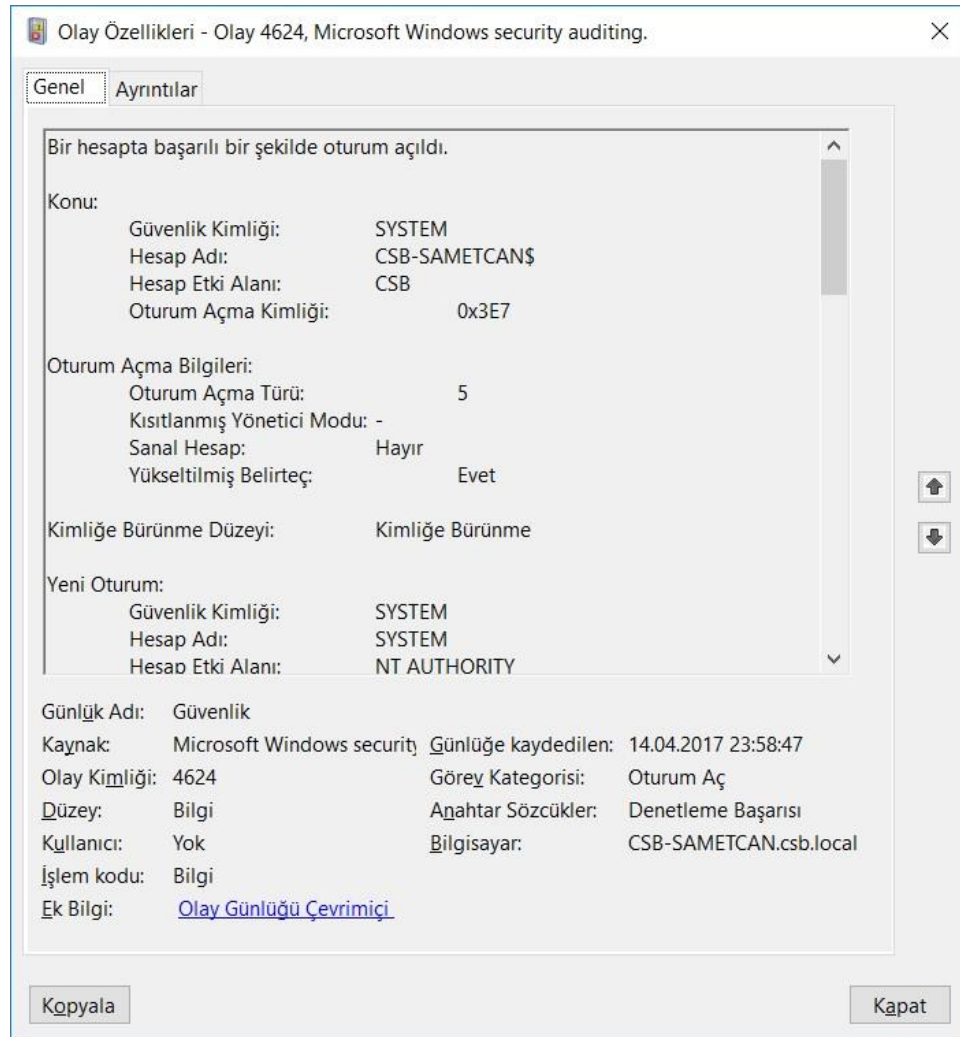 Olay Özellikleri - Olay 4624, Microsoft Windows security auditing.
Genel
Ayrıntılar
Bir hesapta başarılı bir şekilde oturum açıldı.
Konu:
Güvenlik Kimliği: SYSTEM
Hesap Adı: CSB-SAMETCAN$
Hesap Etki Alanı: CSB
Oturum Açma Kimliği: 0x3E7
Oturum Açma Bilgileri:
Oturum Açma Türü: 5
Kısıtlanmış Yönetici Modu: -
Sanal Hesap: Hayır
Yükseltilmiş Belirteç: Evet
Kimliğe Bürünme Düzeyi: Kimliğe Bürünme
Yeni Oturum:
Güvenlik Kimliği: SYSTEM
Hesap Adı: SYSTEM
Hesap Etki Alanı: NT AUTHORITY
Günlük Adı: Güvenlik
Kaynak: Microsoft Windows security Günlüğe kaydedilen: 14.04.2017 23:58:47
Olay Kimliği: 4624 Görev Kategorisi: Oturum Aç
Düzey: Bilgi Anahtar Sözcükler: Denetleme Başarısı
Kullanıcı: Yok Bilgisayar: CSB-SAMETCAN.csb.local
İşlem kodu: Bilgi
Ek Bilgi: Olay Günlüğü Çevrimiçi
Kopyala Kapat